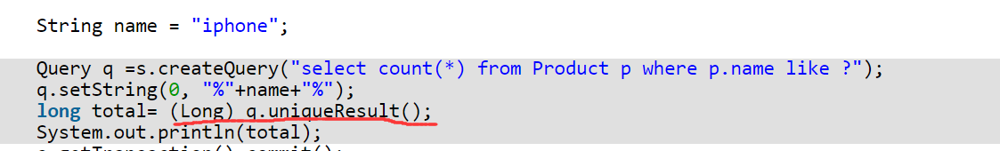 String name = "iphone";
Query q =s.createQuery("select count(*) from Product p where p.name like ?");
q.setString(0, "%"+name+"%");
long total= (Long) q.uniqueResult();
System.out.println(total);